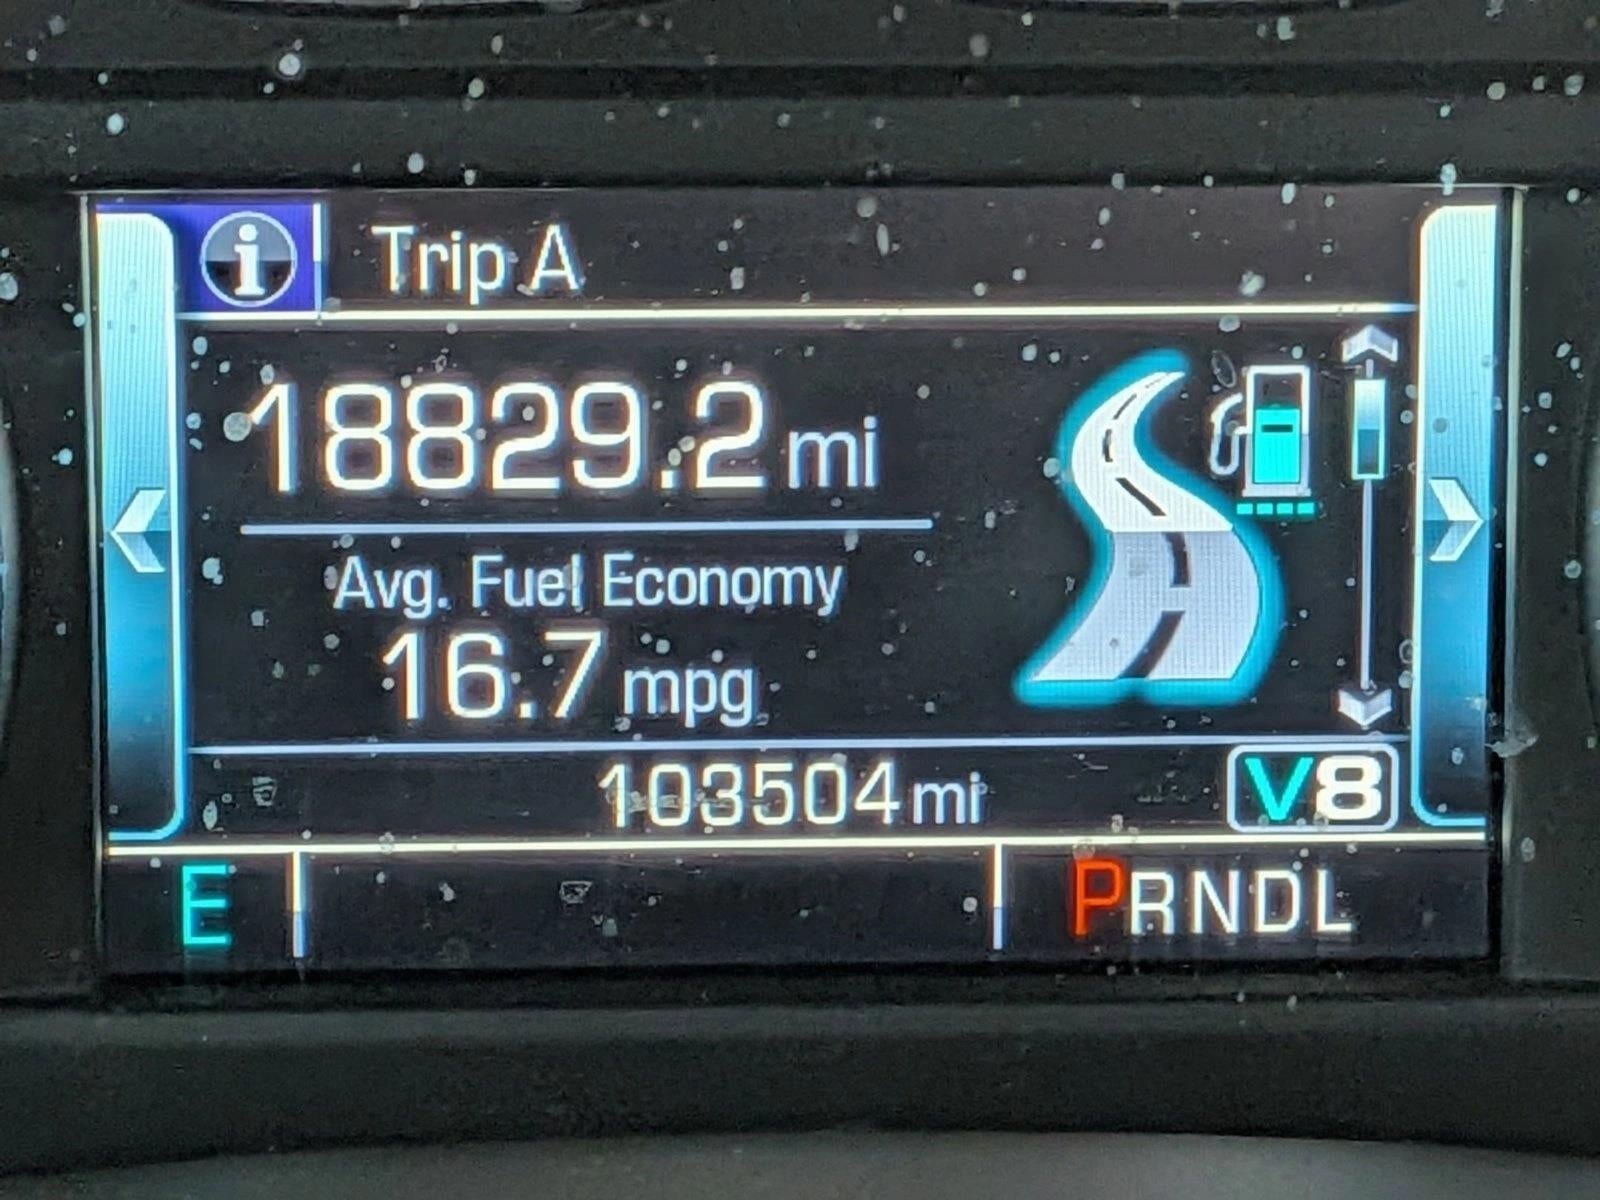 i Trip A
18829.2 mi
Avg. Fuel Economy
16.7 mpg
103504 mi V8
E PRNDL